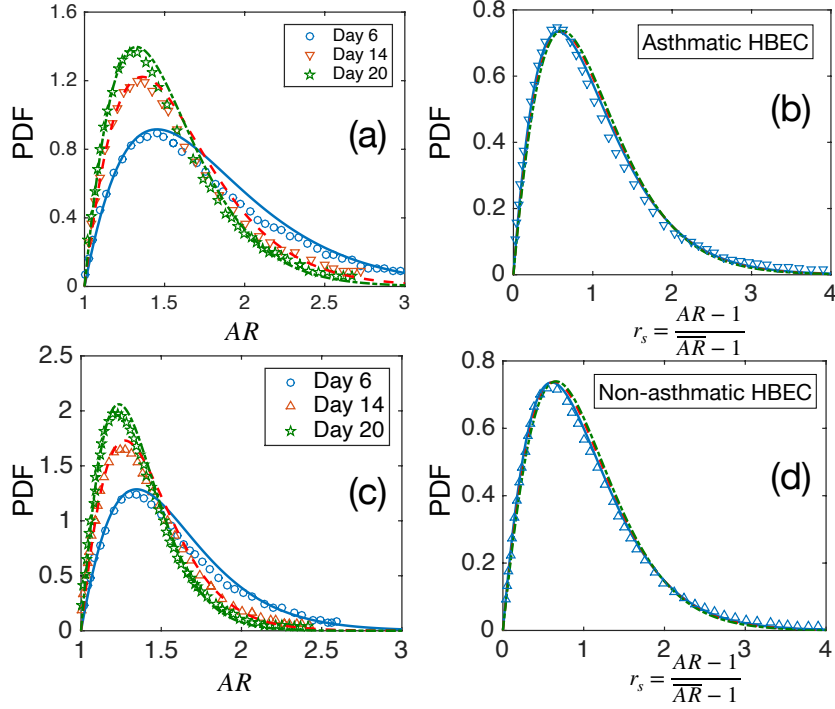 1.6
1.2
0.8
0.4
0
PDF
Day 6
Day 14
Day 20
(a)
1 1.5 2 2.5 3
AR
0.8
0.6
0.4
0.2
0
PDF
Asthmatic HBEC
(b)
0 1 2 3 4
r_s = \frac{AR − 1}{\overline{AR} − 1}
2.5
2
1.5
1
0.5
0
PDF
Day 6
Day 14
Day 20
(c)
1 1.5 2 2.5 3
AR
0.8
0.6
0.4
0.2
0
PDF
Non-asthmatic HBEC
(d)
0 1 2 3 4
r_s = \frac{AR − 1}{\overline{AR} − 1}